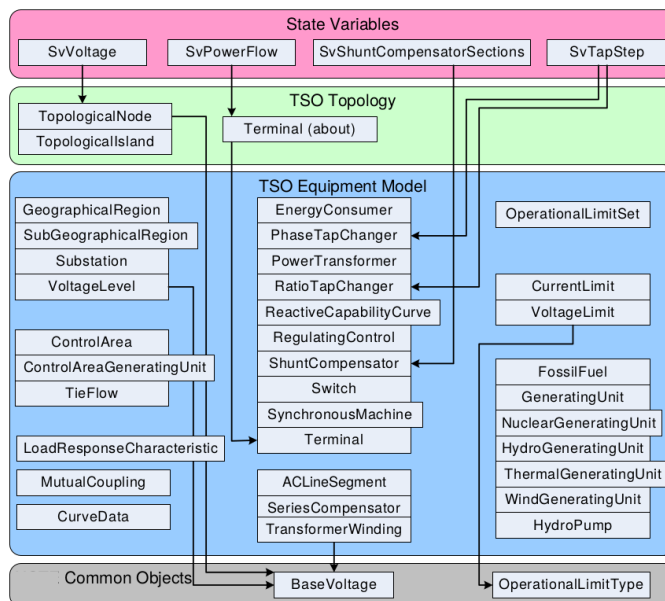 State Variables
SvVoltage
SvPowerFlow
SvShuntCompensatorSections
SvTapStep
TSO Topology
TopologicalNode
TopologicalIsland
Terminal (about)
TSO Equipment Model
GeographicalRegion
SubGeographicalRegion
Substation
VoltageLevel
ControlArea
ControlAreaGeneratingUnit
TieFlow
LoadResponseCharacteristic
MutualCoupling
CurveData
EnergyConsumer
PhaseTapChanger
PowerTransformer
RatioTapChanger
ReactiveCapabilityCurve
RegulatingControl
ShuntCompensator
Switch
SynchronousMachine
Terminal
ACLineSegment
SeriesCompensator
TransformerWinding
OperationalLimitSet
CurrentLimit
VoltageLimit
FossilFuel
GeneratingUnit
NuclearGeneratingUnit
HydroGeneratingUnit
ThermalGeneratingUnit
WindGeneratingUnit
HydroPump
Common Objects
BaseVoltage
OperationalLimitType